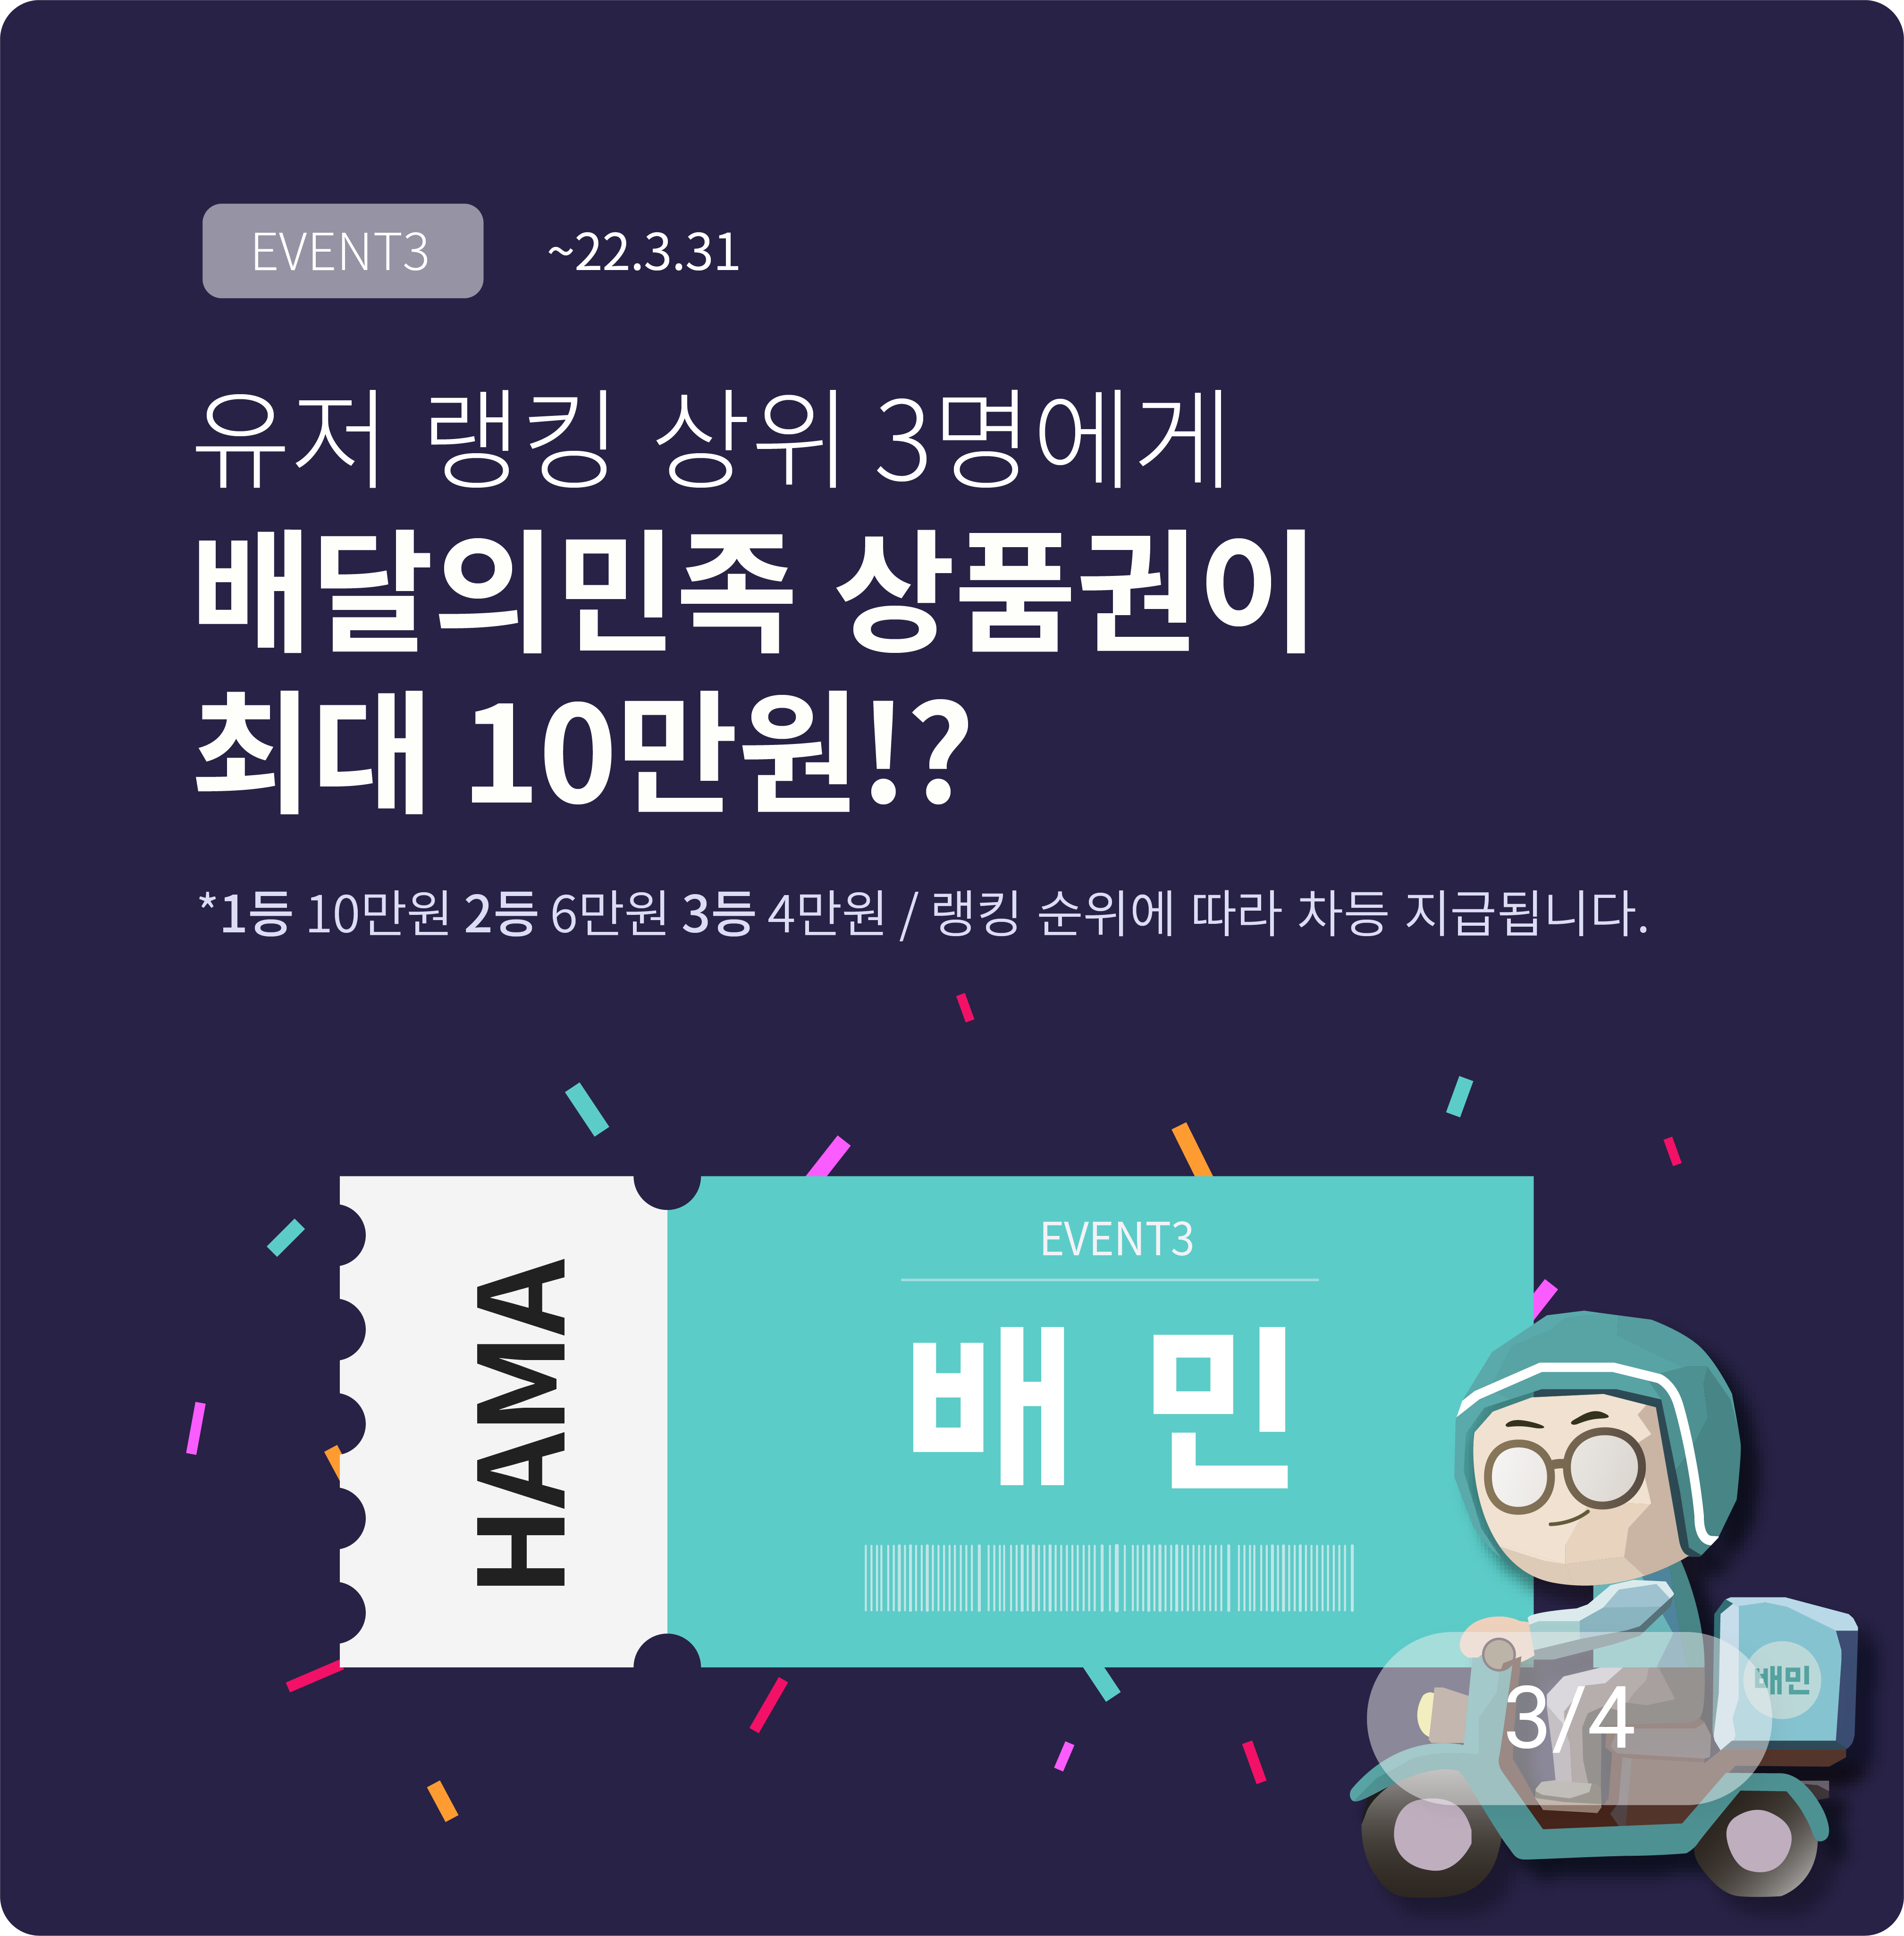 EVENT3 ~22.3.31
유저 랭킹 상위 3명에게
배달의민족 상품권이
최대 10만원!?
*1등 10만원 2등 6만원 3등 4만원 / 랭킹 순위에 따라 차등 지급됩니다.
HAMA
EVENT3
배 민
배민
3/4